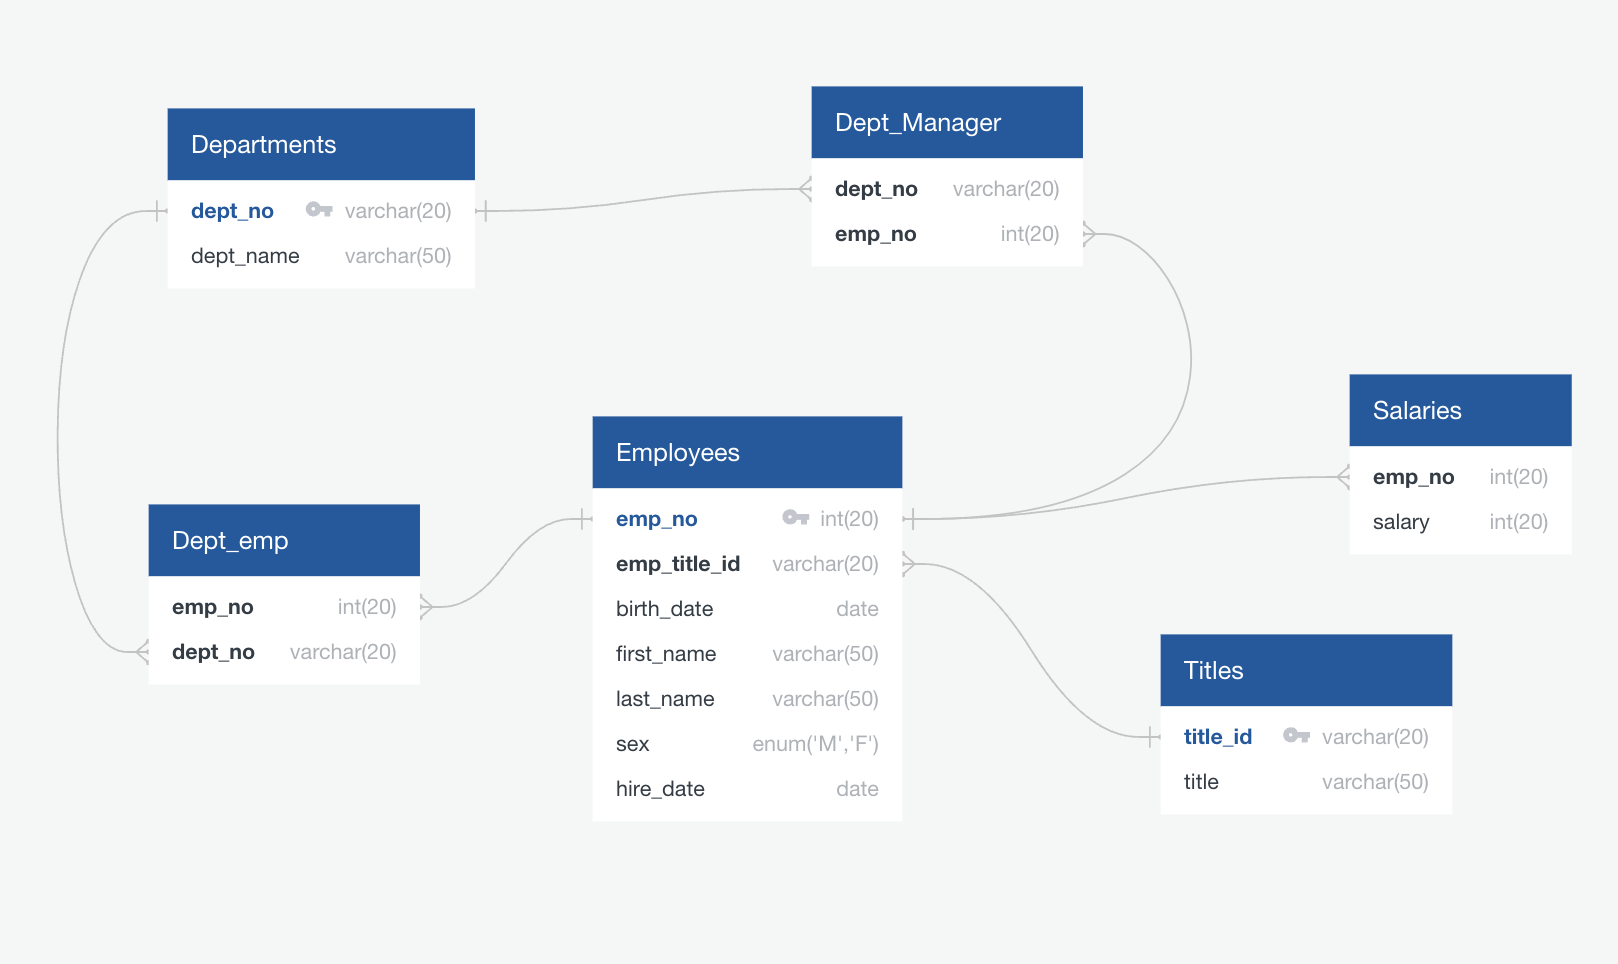 Departments
dept_no varchar(20)
dept_name varchar(50)
Dept_Manager
dept_no varchar(20)
emp_no int(20)
Salaries
emp_no int(20)
salary int(20)
Employees
emp_no int(20)
emp_title_id varchar(20)
birth_date date
first_name varchar(50)
last_name varchar(50)
sex enum('M','F')
hire_date date
Dept_emp
emp_no int(20)
dept_no varchar(20)
Titles
title_id varchar(20)
title varchar(50)